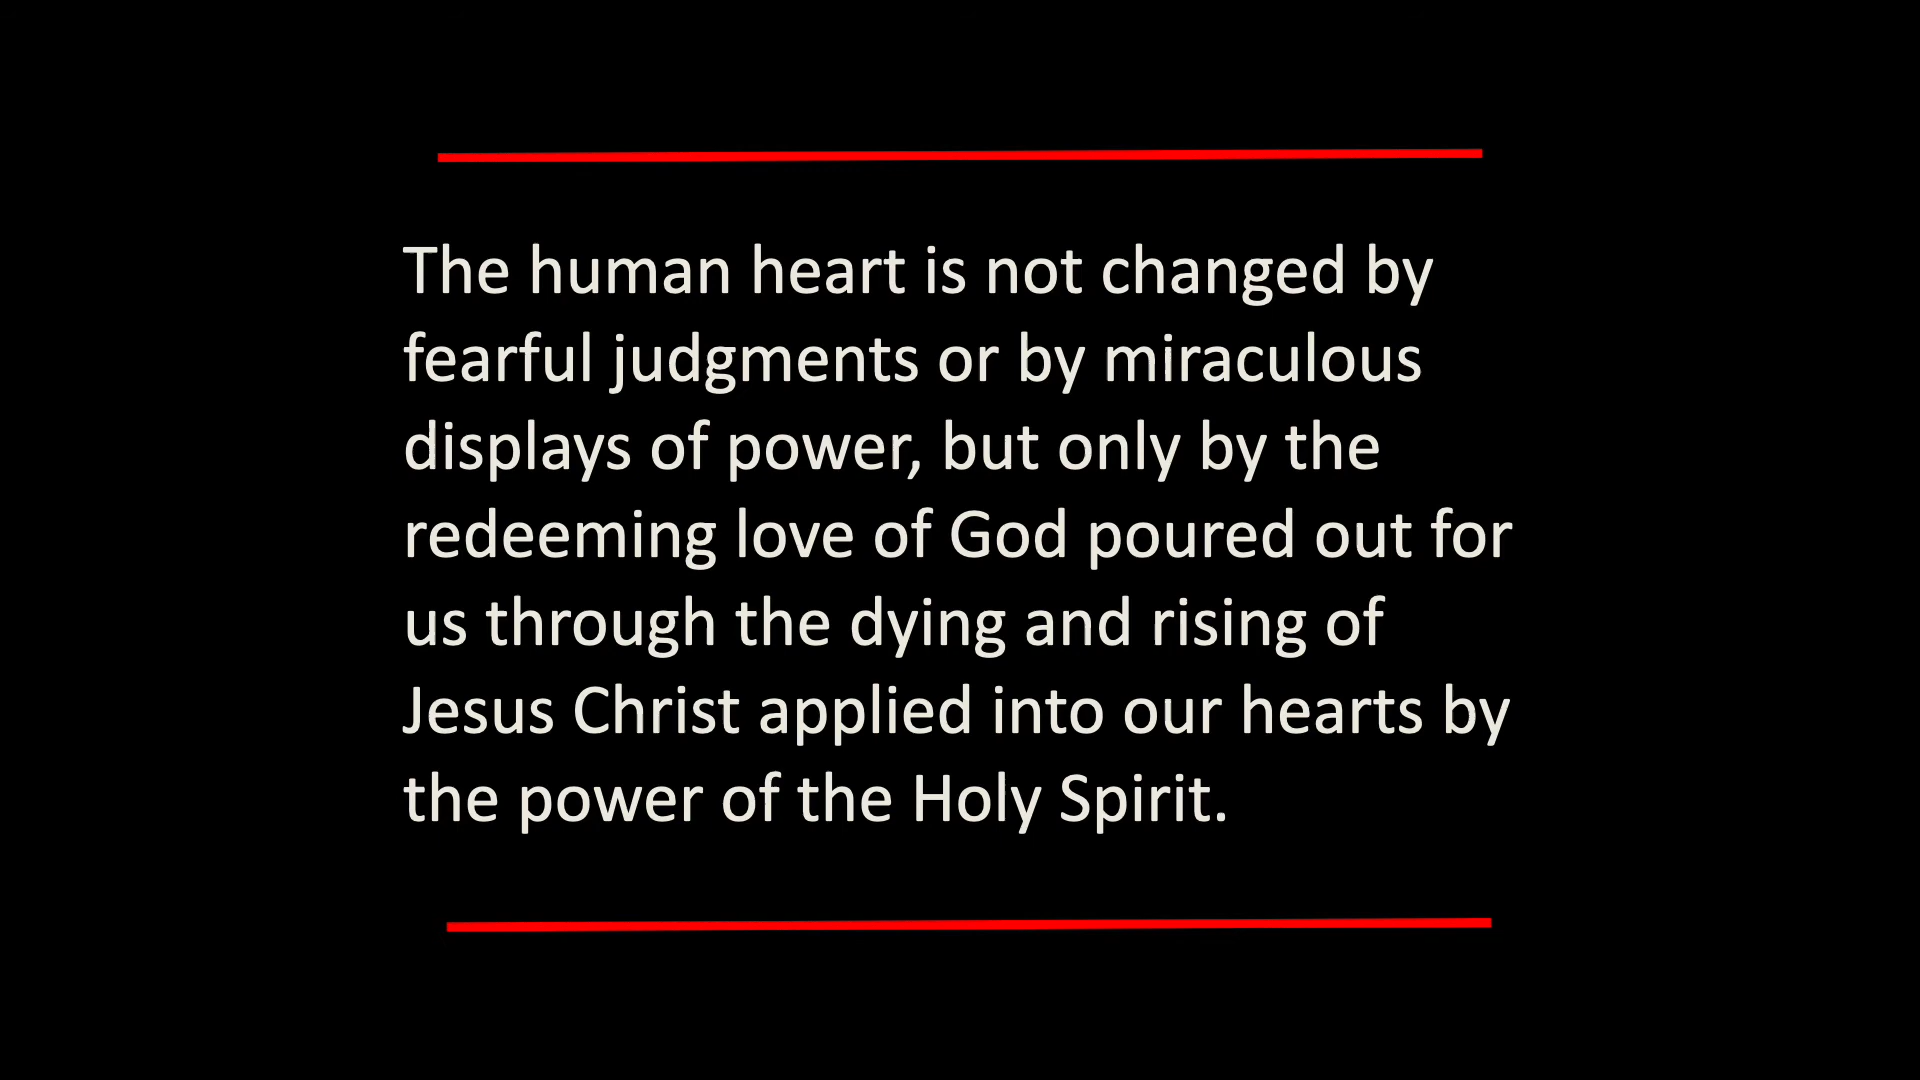 The human heart is not changed by
fearful judgments or by miraculous
displays of power, but only by the
redeeming love of God poured out for
us through the dying and rising of
Jesus Christ applied into our hearts by
the power of the Holy Spirit.